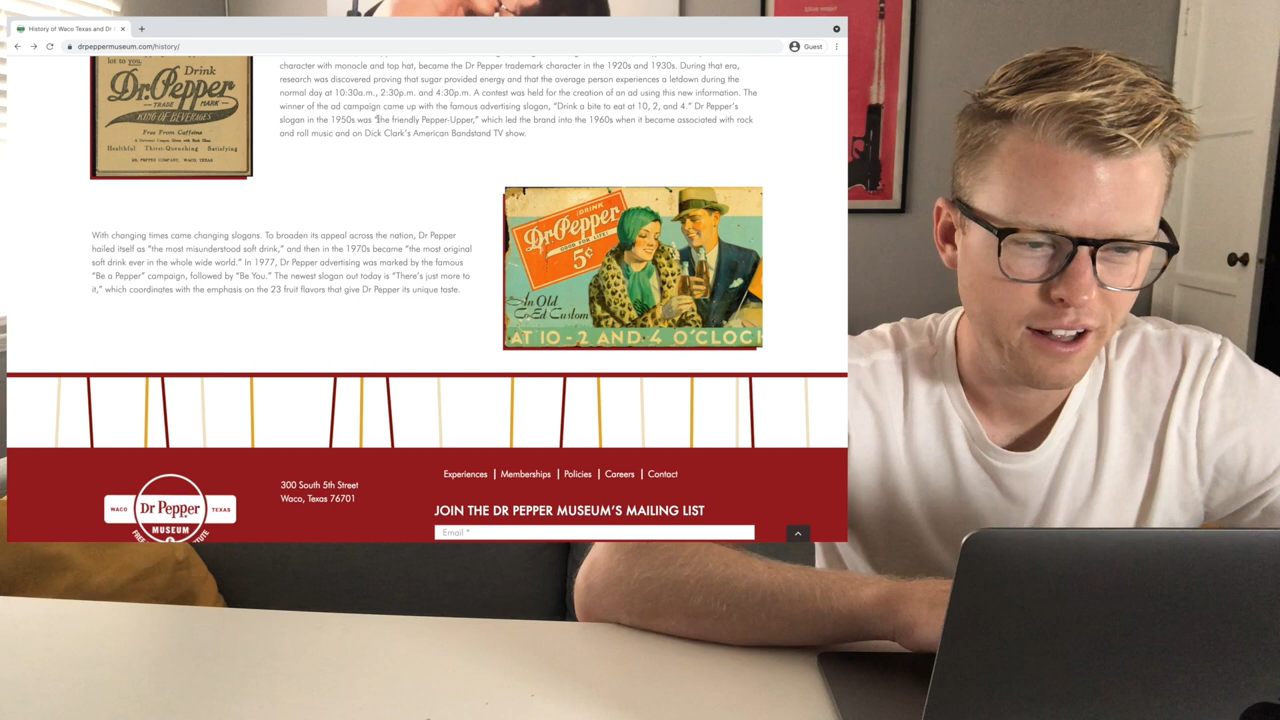 History of Waco Texas and Dr
drpeppermuseum.com/history/
Guest
lot to you.
Drink
Dr.Pepper
TRADE MARK
KING OF BEVERAGES
Free From Caffeine
Healthful Thirst-Quenching Satisfying
DR. PEPPER COMPANY, WACO, TEXAS.
character with monocle and top hat, became the Dr Pepper trademark character in the 1920s and 1930s. During that era,
research was discovered proving that sugar provided energy and that the average person experiences a letdown during the
normal day at 10:30a.m., 2:30p.m. and 4:30p.m. A contest was held for the creation of an ad using this new information. The
winner of the ad campaign came up with the famous advertising slogan, “Drink a bite to eat at 10, 2, and 4.” Dr Pepper’s
slogan in the 1950s was “the friendly Pepper-Upper,” which led the brand into the 1960s when it became associated with rock
and roll music and on Dick Clark’s American Bandstand TV show.
With changing times came changing slogans. To broaden its appeal across the nation, Dr Pepper
hailed itself as “the most misunderstood soft drink,” and then in the 1970s became “the most original
soft drink ever in the whole wide world.” In 1977, Dr Pepper advertising was marked by the famous
“Be a Pepper” campaign, followed by “Be You.” The newest slogan out today is “There’s just more to
it,” which coordinates with the emphasis on the 23 fruit flavors that give Dr Pepper its unique taste.
DRINK
Dr.Pepper
GOOD FOR LIFE!
5¢
An Old
Co-Ed Custom
AT 10 - 2 AND 4 O'CLOCK
WACO
Dr Pepper
TEXAS
MUSEUM
300 South 5th Street
Waco, Texas 76701
Experiences | Memberships | Policies | Careers | Contact
JOIN THE DR PEPPER MUSEUM’S MAILING LIST
Email *